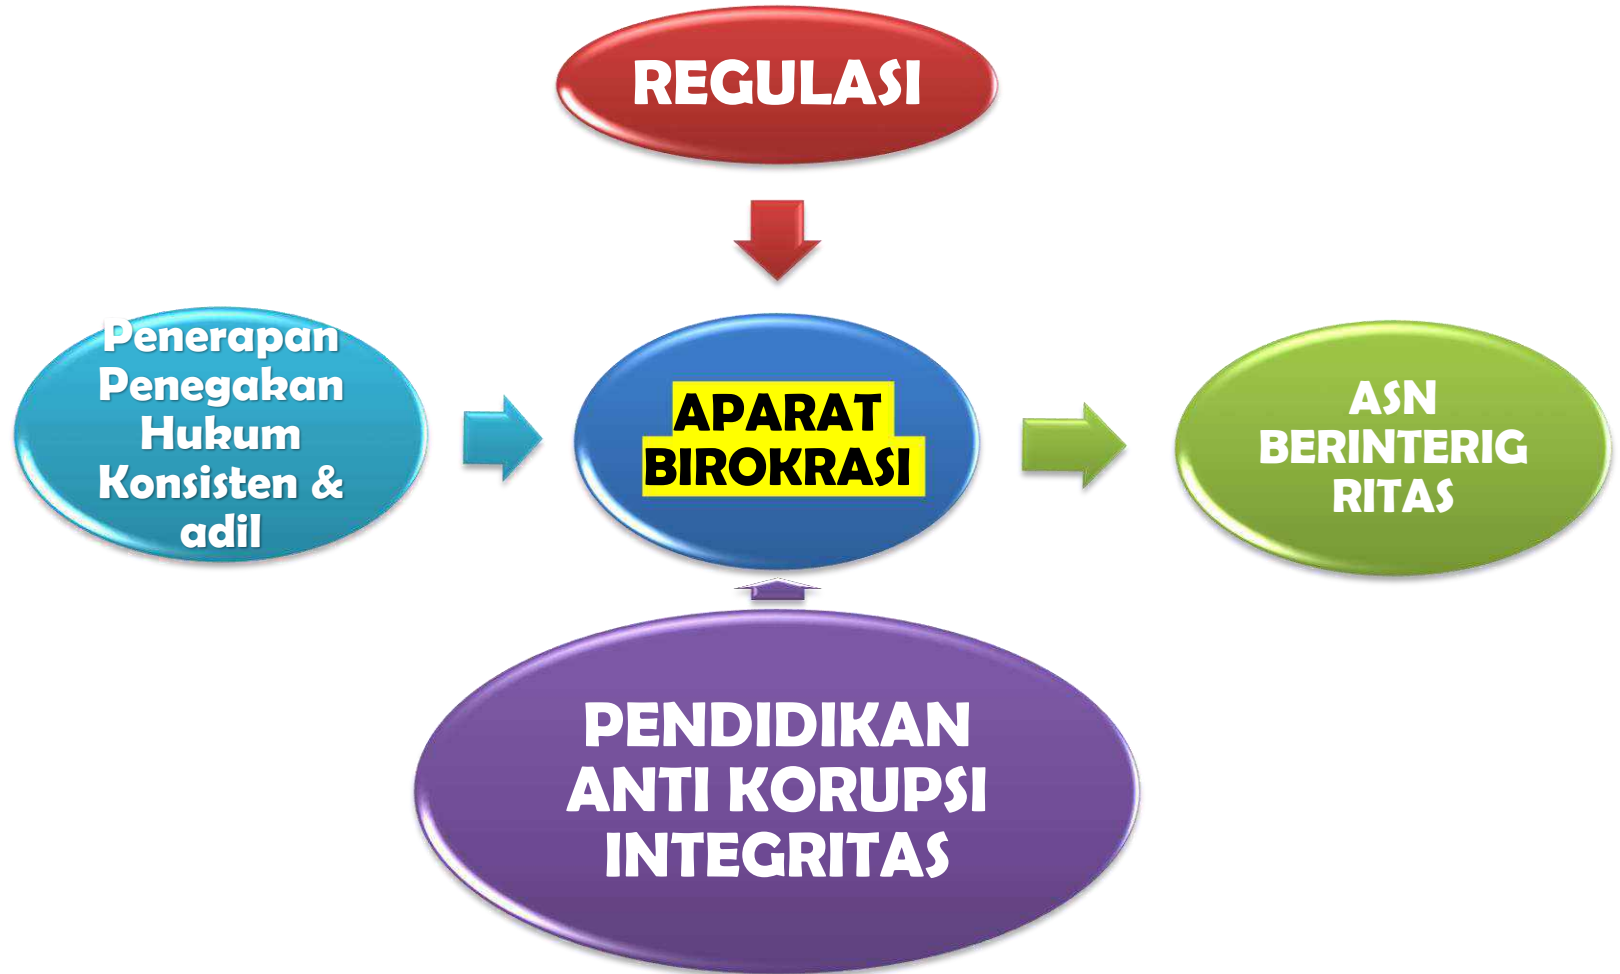 REGULASI
Penerapan
Penegakan
Hukum
Konsisten &
adil
APARAT
BIROKRASI
ASN
BERINTERIG
RITAS
PENDIDIKAN
ANTI KORUPSI
INTEGRITAS